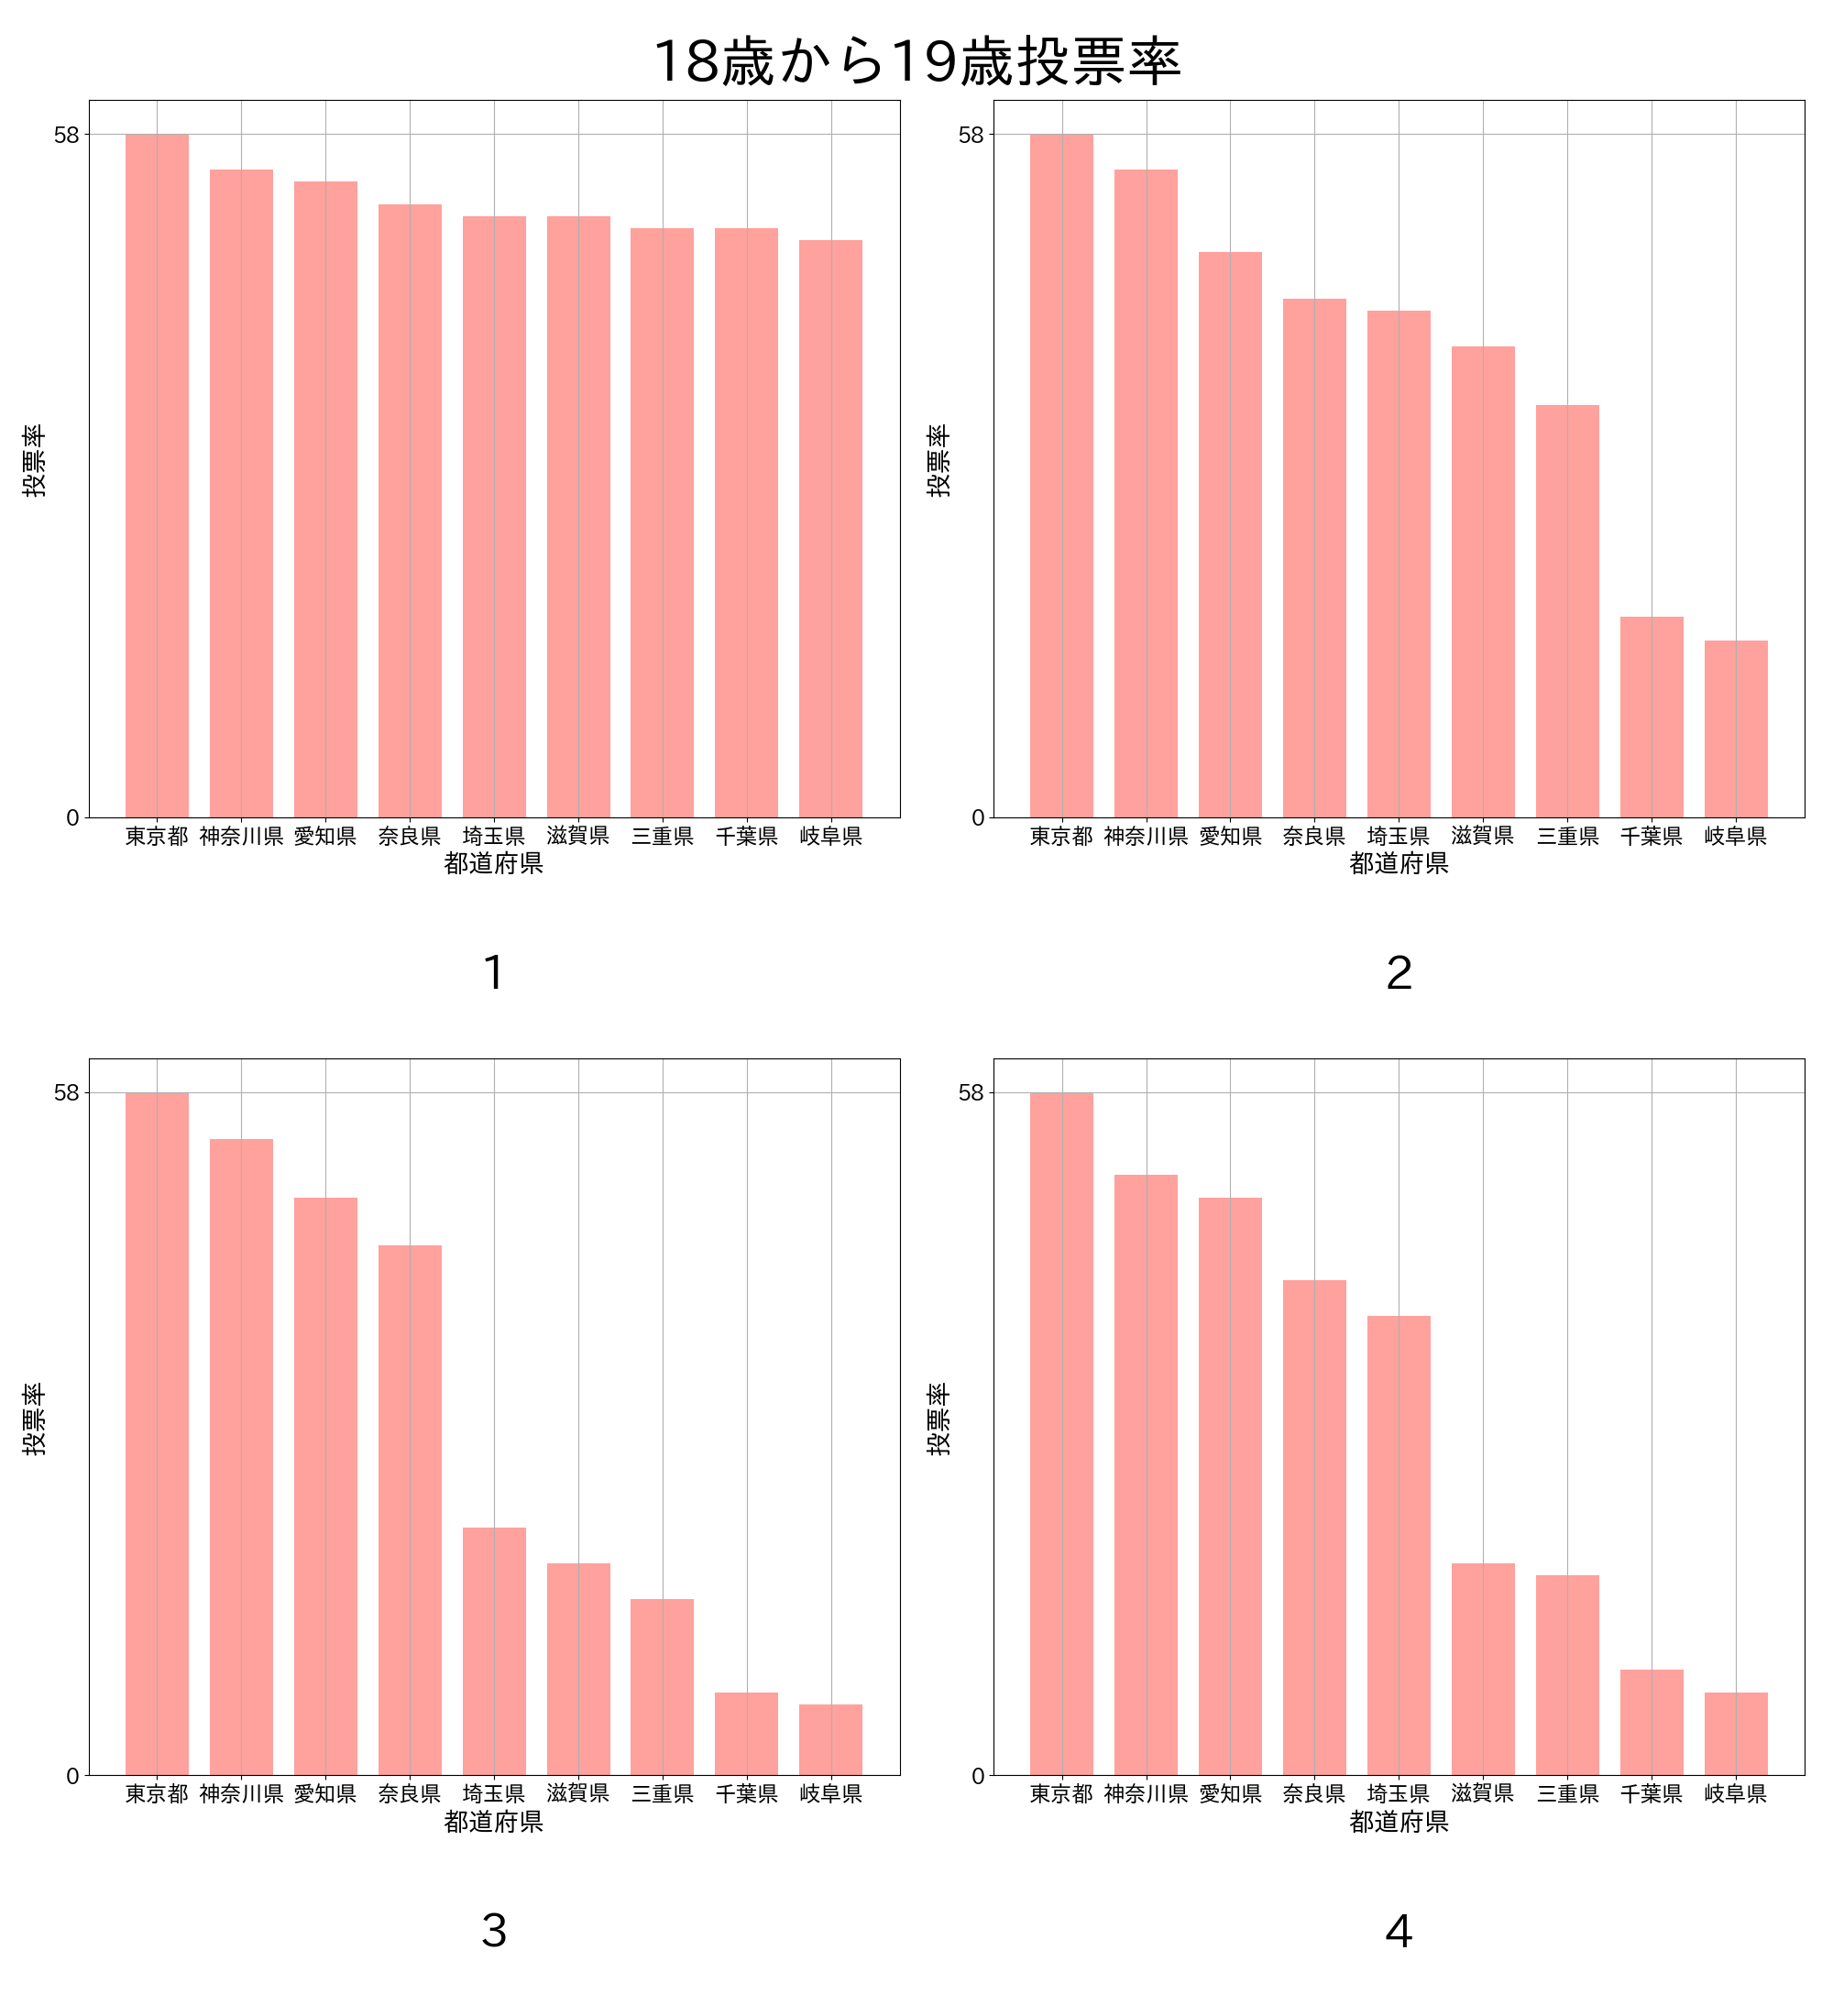 18歳から19歳投票率
58
0
投票率
東京都 神奈川県 愛知県 奈良県 埼玉県 滋賀県 三重県 千葉県 岐阜県
都道府県
1
58
0
投票率
東京都 神奈川県 愛知県 奈良県 埼玉県 滋賀県 三重県 千葉県 岐阜県
都道府県
2
58
0
投票率
東京都 神奈川県 愛知県 奈良県 埼玉県 滋賀県 三重県 千葉県 岐阜県
都道府県
3
58
0
投票率
東京都 神奈川県 愛知県 奈良県 埼玉県 滋賀県 三重県 千葉県 岐阜県
都道府県
4